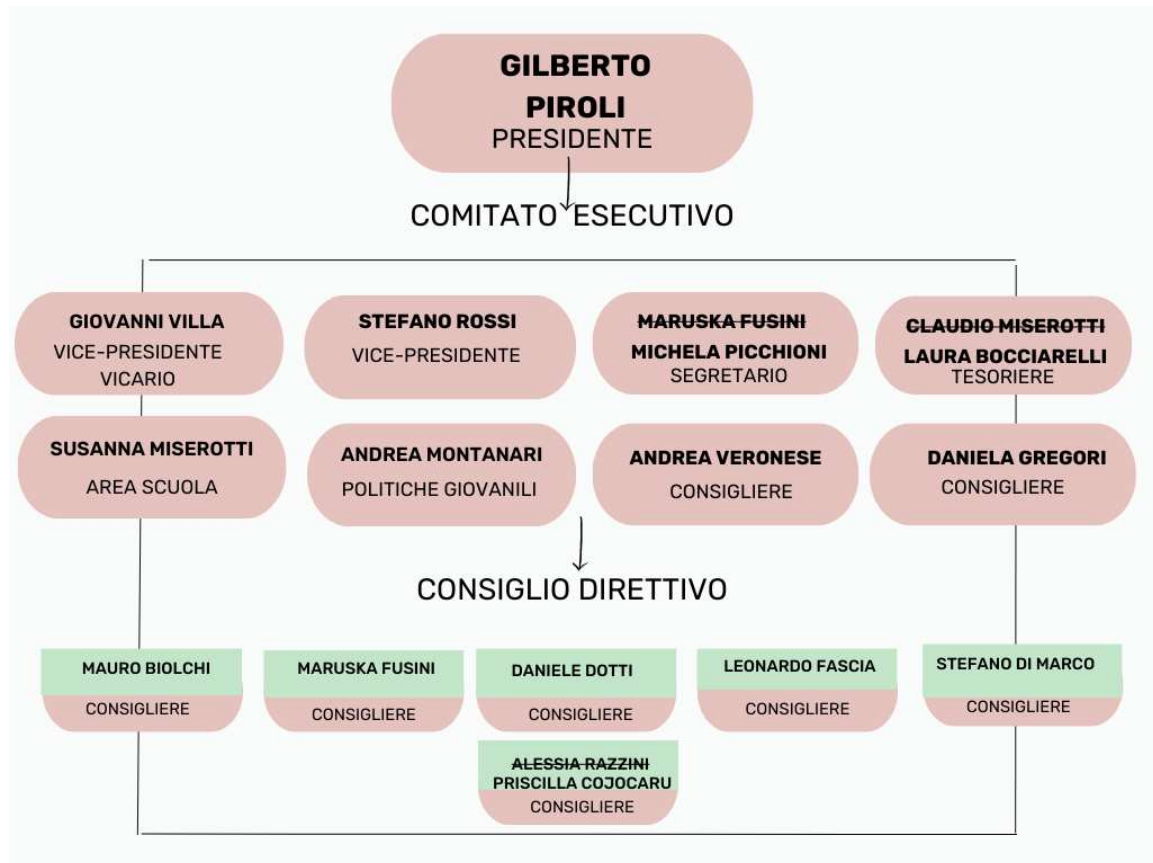 GILBERTO
PIROLI
PRESIDENTE
COMITATO ESECUTIVO
GIOVANNI VILLA
VICE-PRESIDENTE
VICARIO
STEFANO ROSSI
VICE-PRESIDENTE
MARUSKA FUSINI
MICHELA PICCHIONI
SEGRETARIO
CLAUDIO MISEROTTI
LAURA BOCCIARELLI
TESORIERE
SUSANNA MISEROTTI
AREA SCUOLA
ANDREA MONTANARI
POLITICHE GIOVANILI
ANDREA VERONESE
CONSIGLIERE
DANIELA GREGORI
CONSIGLIERE
CONSIGLIO DIRETTIVO
MAURO BIOLCHI
CONSIGLIERE
MARUSKA FUSINI
CONSIGLIERE
DANIELE DOTTI
CONSIGLIERE
LEONARDO FASCIA
CONSIGLIERE
STEFANO DI MARCO
CONSIGLIERE
ALESSIA RAZZINI
PRISCILLA COJOCARU
CONSIGLIERE